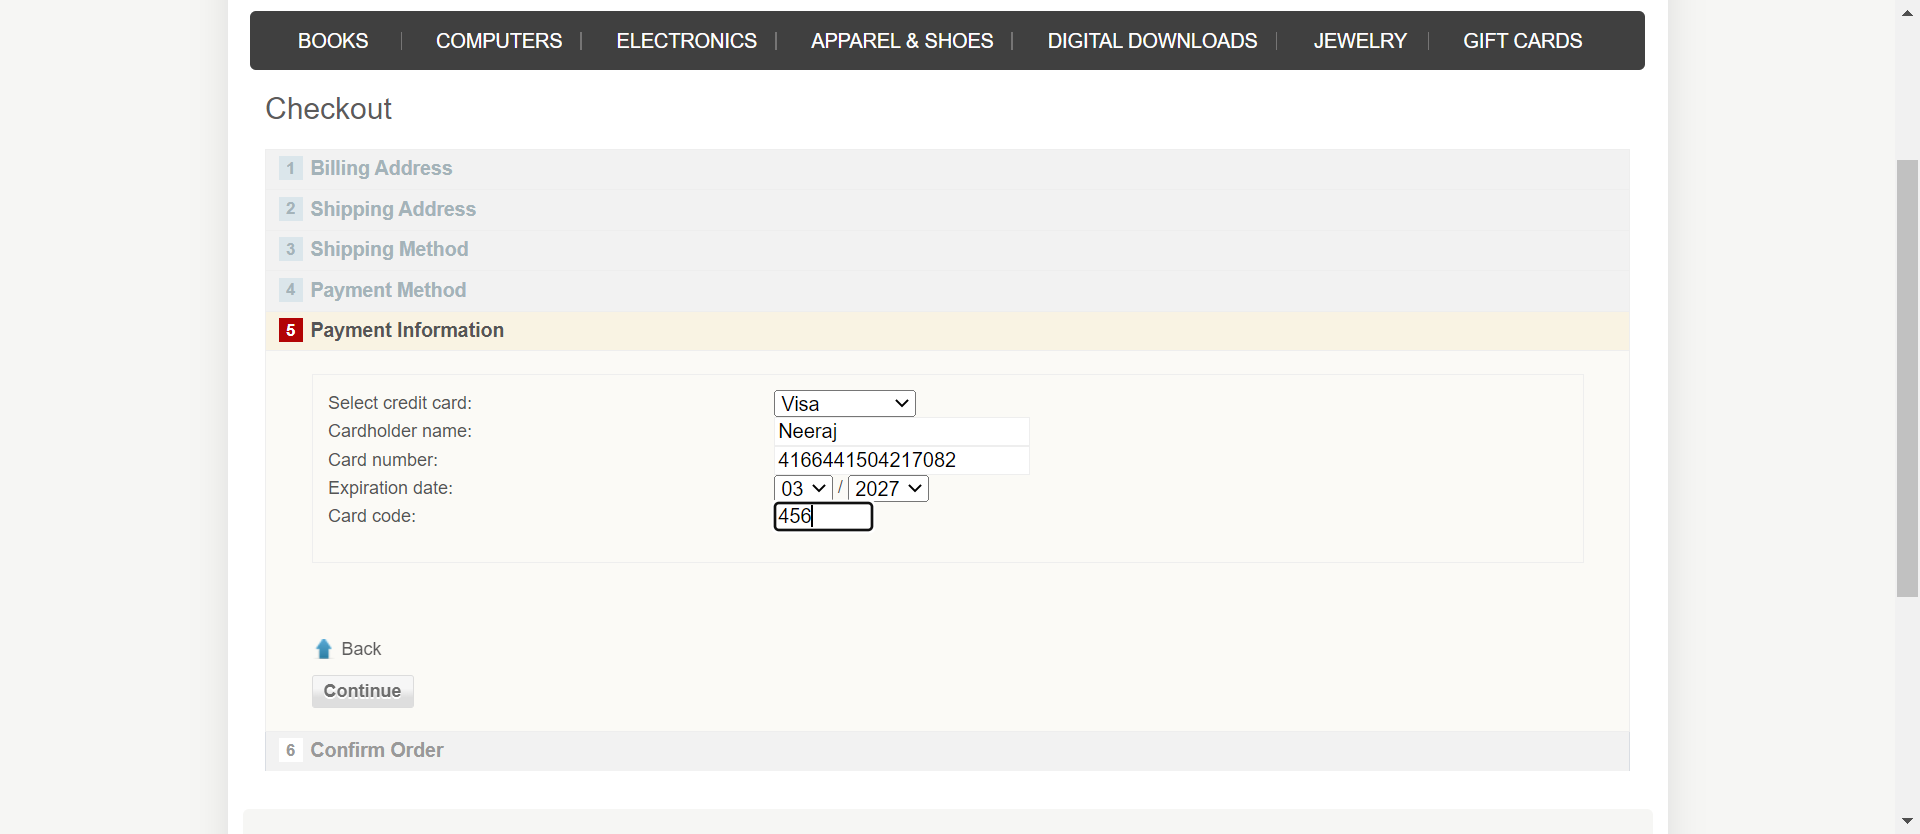 BOOKS | COMPUTERS | ELECTRONICS | APPAREL & SHOES | DIGITAL DOWNLOADS | JEWELRY | GIFT CARDS
Checkout
1 Billing Address
2 Shipping Address
3 Shipping Method
4 Payment Method
5 Payment Information
Select credit card: Visa
Cardholder name: Neeraj
Card number: 4166441504217082
Expiration date: 03 / 2027
Card code: 456
Back
Continue
6 Confirm Order